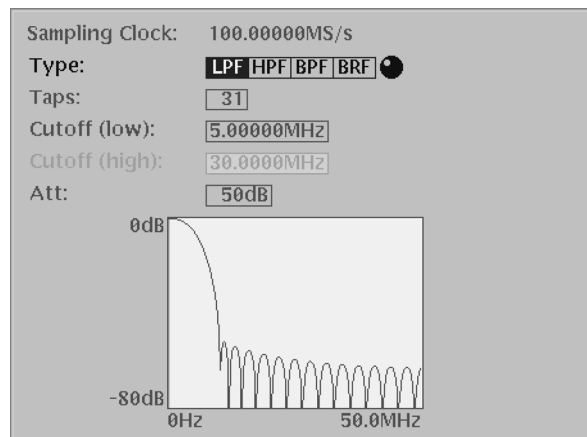 Sampling Clock: 100.00000MS/s
Type: LPF HPF BPF BRF
Taps: 31
Cutoff (low): 5.00000MHz
Cutoff (high): 30.0000MHz
Att: 50dB
0dB
-80dB
0Hz 50.0MHz